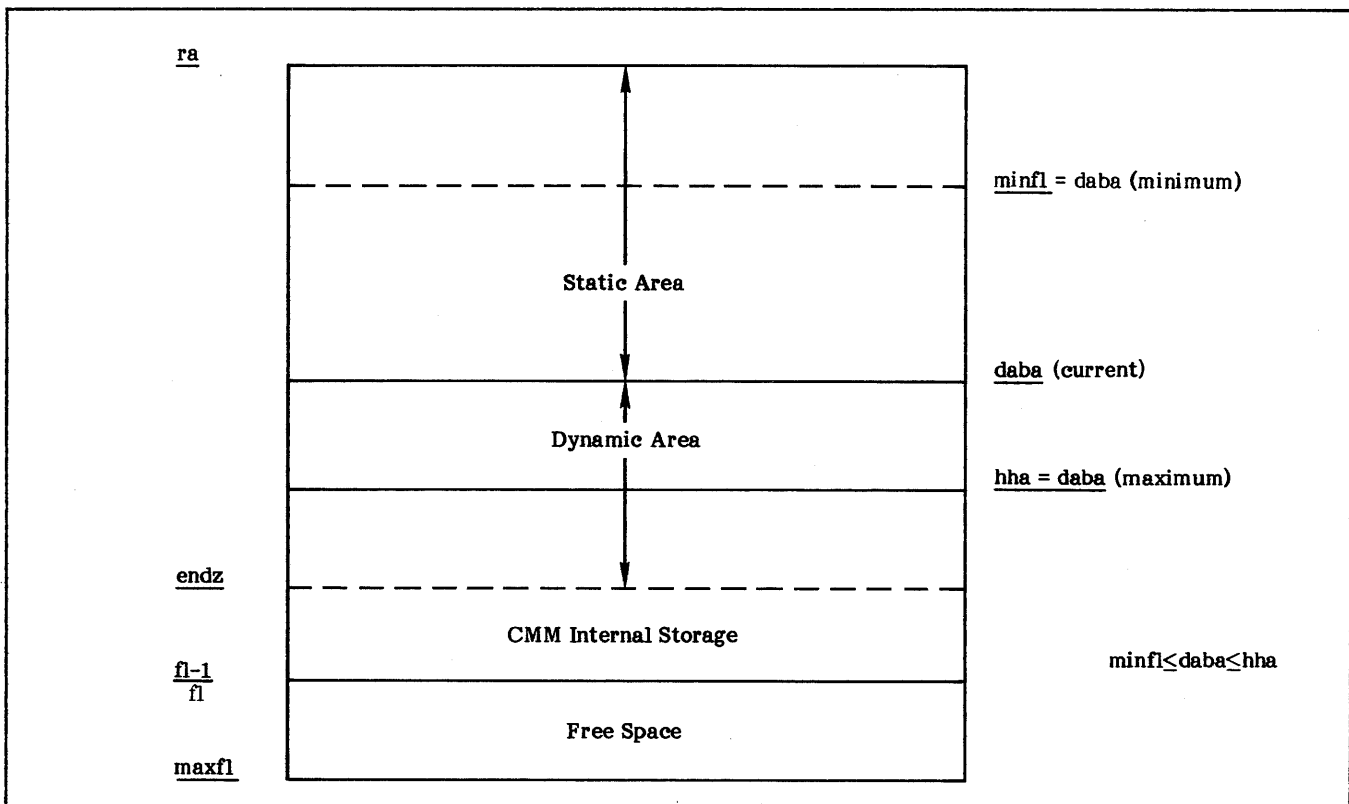 ra
minfl = daba (minimum)
Static Area
daba (current)
Dynamic Area
hha = daba (maximum)
endz
CMM Internal Storage
minfl≤daba≤hha
fl-1
fl
Free Space
maxfl